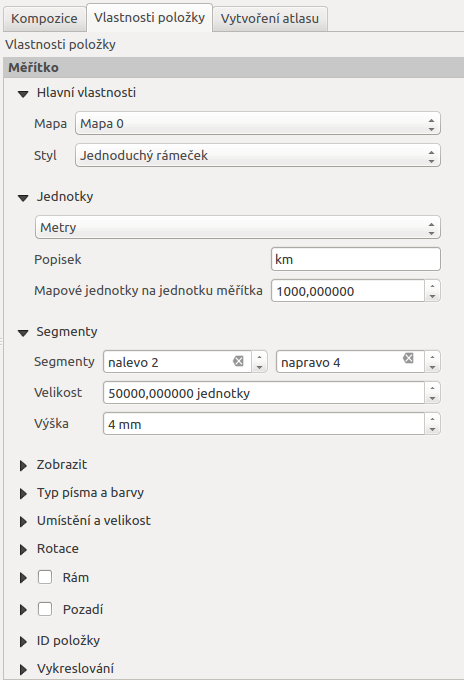 Kompozice Vlastnosti položky Vytvoření atlasu
Vlastnosti položky
Měřítko
Hlavní vlastnosti
Mapa Mapa 0
Styl Jednoduchý rámeček
Jednotky
Metry
Popisek km
Mapové jednotky na jednotku měřítka 1000,000000
Segmenty
Segmenty nalevo 2 napravo 4
Velikost 50000,000000 jednotky
Výška 4 mm
Zobrazit
Typ písma a barvy
Umístění a velikost
Rotace
Rám
Pozadí
ID položky
Vykreslování